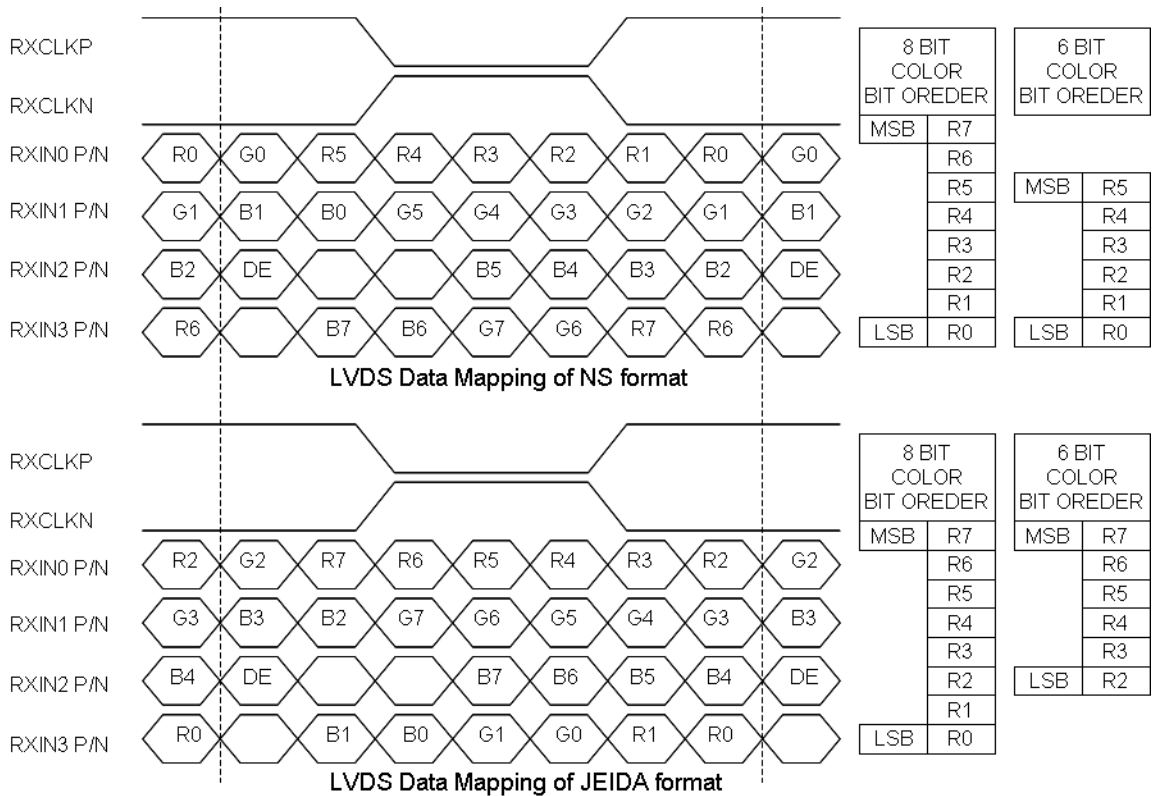 RXCLKP
RXCLKN
RXIN0 P/N R0 G0 R5 R4 R3 R2 R1 R0 G0
RXIN1 P/N G1 B1 B0 G5 G4 G3 G2 G1 B1
RXIN2 P/N B2 DE B5 B4 B3 B2 DE
RXIN3 P/N R6 B7 B6 G7 G6 R7 R6
LVDS Data Mapping of NS format
8 BIT
COLOR
BIT OREDER
MSB R7
R6
R5
R4
R3
R2
R1
LSB R0
6 BIT
COLOR
BIT OREDER
MSB R5
R4
R3
R2
R1
LSB R0
RXCLKP
RXCLKN
RXIN0 P/N R2 G2 R7 R6 R5 R4 R3 R2 G2
RXIN1 P/N G3 B3 B2 G7 G6 G5 G4 G3 B3
RXIN2 P/N B4 DE B7 B6 B5 B4 DE
RXIN3 P/N R0 B1 B0 G1 G0 R1 R0
LVDS Data Mapping of JEIDA format
8 BIT
COLOR
BIT OREDER
MSB R7
R6
R5
R4
R3
R2
R1
LSB R0
6 BIT
COLOR
BIT OREDER
MSB R7
R6
R5
R4
R3
LSB R2